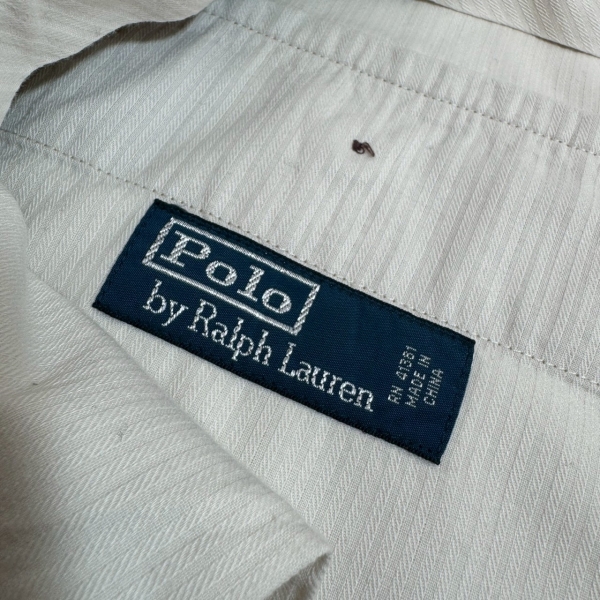 Polo
by Ralph Lauren
RN 41381
MADE IN
CHINA